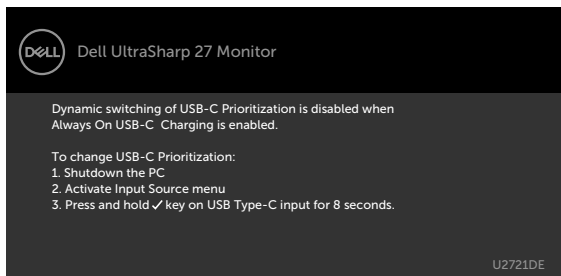 DELL
Dell UltraSharp 27 Monitor
Dynamic switching of USB-C Prioritization is disabled when
Always On USB-C Charging is enabled.
To change USB-C Prioritization:
1. Shutdown the PC
2. Activate Input Source menu
3. Press and hold ✓ key on USB Type-C input for 8 seconds.
U2721DE